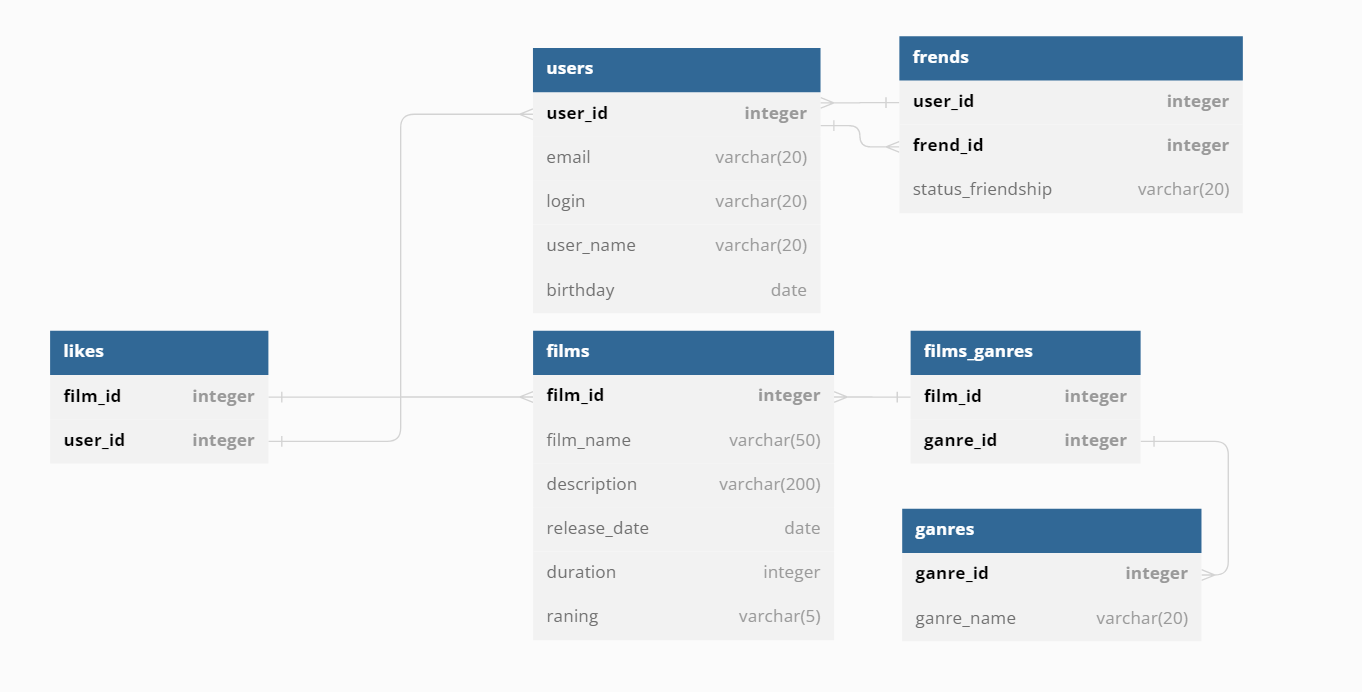 users
user_id integer
email varchar(20)
login varchar(20)
user_name varchar(20)
birthday date
frends
user_id integer
frend_id integer
status_friendship varchar(20)
likes
film_id integer
user_id integer
films
film_id integer
film_name varchar(50)
description varchar(200)
release_date date
duration integer
raning varchar(5)
films_ganres
film_id integer
ganre_id integer
ganres
ganre_id integer
ganre_name varchar(20)